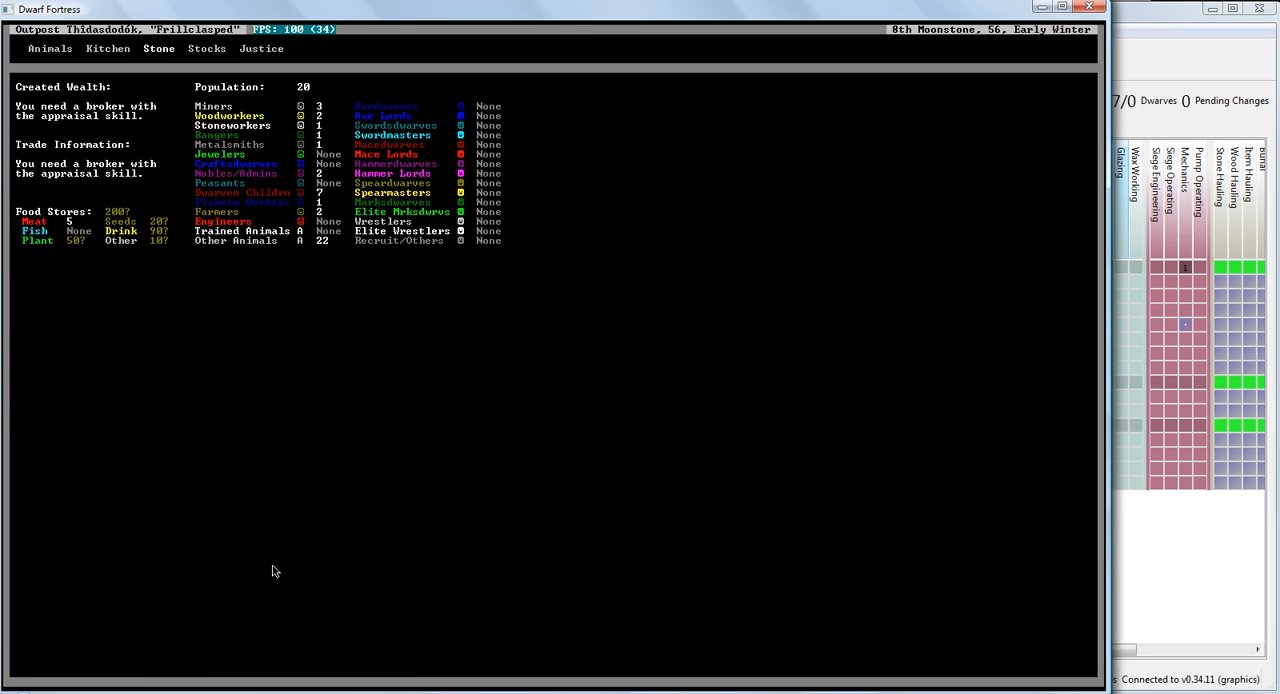 Dwarf Fortress
Outpost Thîdasdodók, "Frillclasped" FPS: 100 (34) 8th Moonstone, 56, Early Winter
Animals Kitchen Stone Stocks Justice
Created Wealth: Population: 20
You need a broker with Miners 3 Axedwarves None
the appraisal skill. Woodworkers 2 Axe Lords None
Stoneworkers 1 Swordsdwarves None
Rangers 1 Swordmasters None
Trade Information: Metalsmiths 1 Macedwarves None
Jewelers None Mace Lords None
You need a broker with Craftsdwarves None Hammerdwarves None
the appraisal skill. Nobles/Admins 2 Hammer Lords None
Peasants None Speardwarves None
Dwarven Childrn 7 Spearmasters None
Fishery Workers 1 Marksdwarves None
Food Stores: 200? Farmers 2 Elite Mrksdwrvs None
Meat 5 Seeds 20? Engineers None Wrestlers None
Fish None Drink 90? Trained Animals A None Elite Wrestlers None
Plant 50? Other 10? Other Animals A 22 Recruit/Others None
7/0 Dwarves 0 Pending Changes
Glazing
Wax Working
Siege Engineering
Siege Operating
Mechanics
Pump Operating
Stone Hauling
Wood Hauling
Item Hauling
1
Connected to v0.34.11 (graphics)